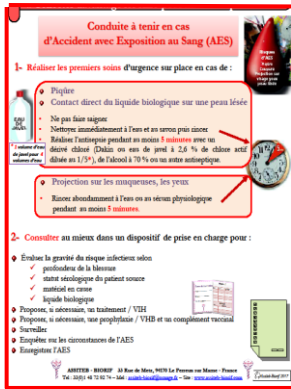 Conduite à tenir en cas
d'Accident avec Exposition au Sang (AES)
1- Réaliser les premiers soins d'urgence sur place en cas de :
Piqûre
Contact direct du liquide biologique sur une peau lésée
Ne pas faire saigner
Nettoyer immédiatement à l'eau et au savon puis rincer
Réaliser l'antisepsie pendant au moins 5 minutes avec un
dérivé chloré (Dakin ou eau de javel à 2,6 % de chlore actif
diluée au 1/5*), de l'alcool à 70 % ou un autre antiseptique.
Projection sur les muqueuses, les yeux
Rincer abondamment à l'eau ou au sérum physiologique
pendant au moins 5 minutes.
2- Consulter au mieux dans un dispositif de prise en charge pour :
Évaluer la gravité du risque infectieux selon
profondeur de la blessure
statut sérologique du patient source
matériel en cause
liquide biologique
Proposer, si nécessaire, un traitement / VIH
Proposer, si nécessaire, une prophylaxie / VHB et un complément vaccinal
Surveiller
Enquêter sur les circonstances de l'AES
Enregistrer l'AES